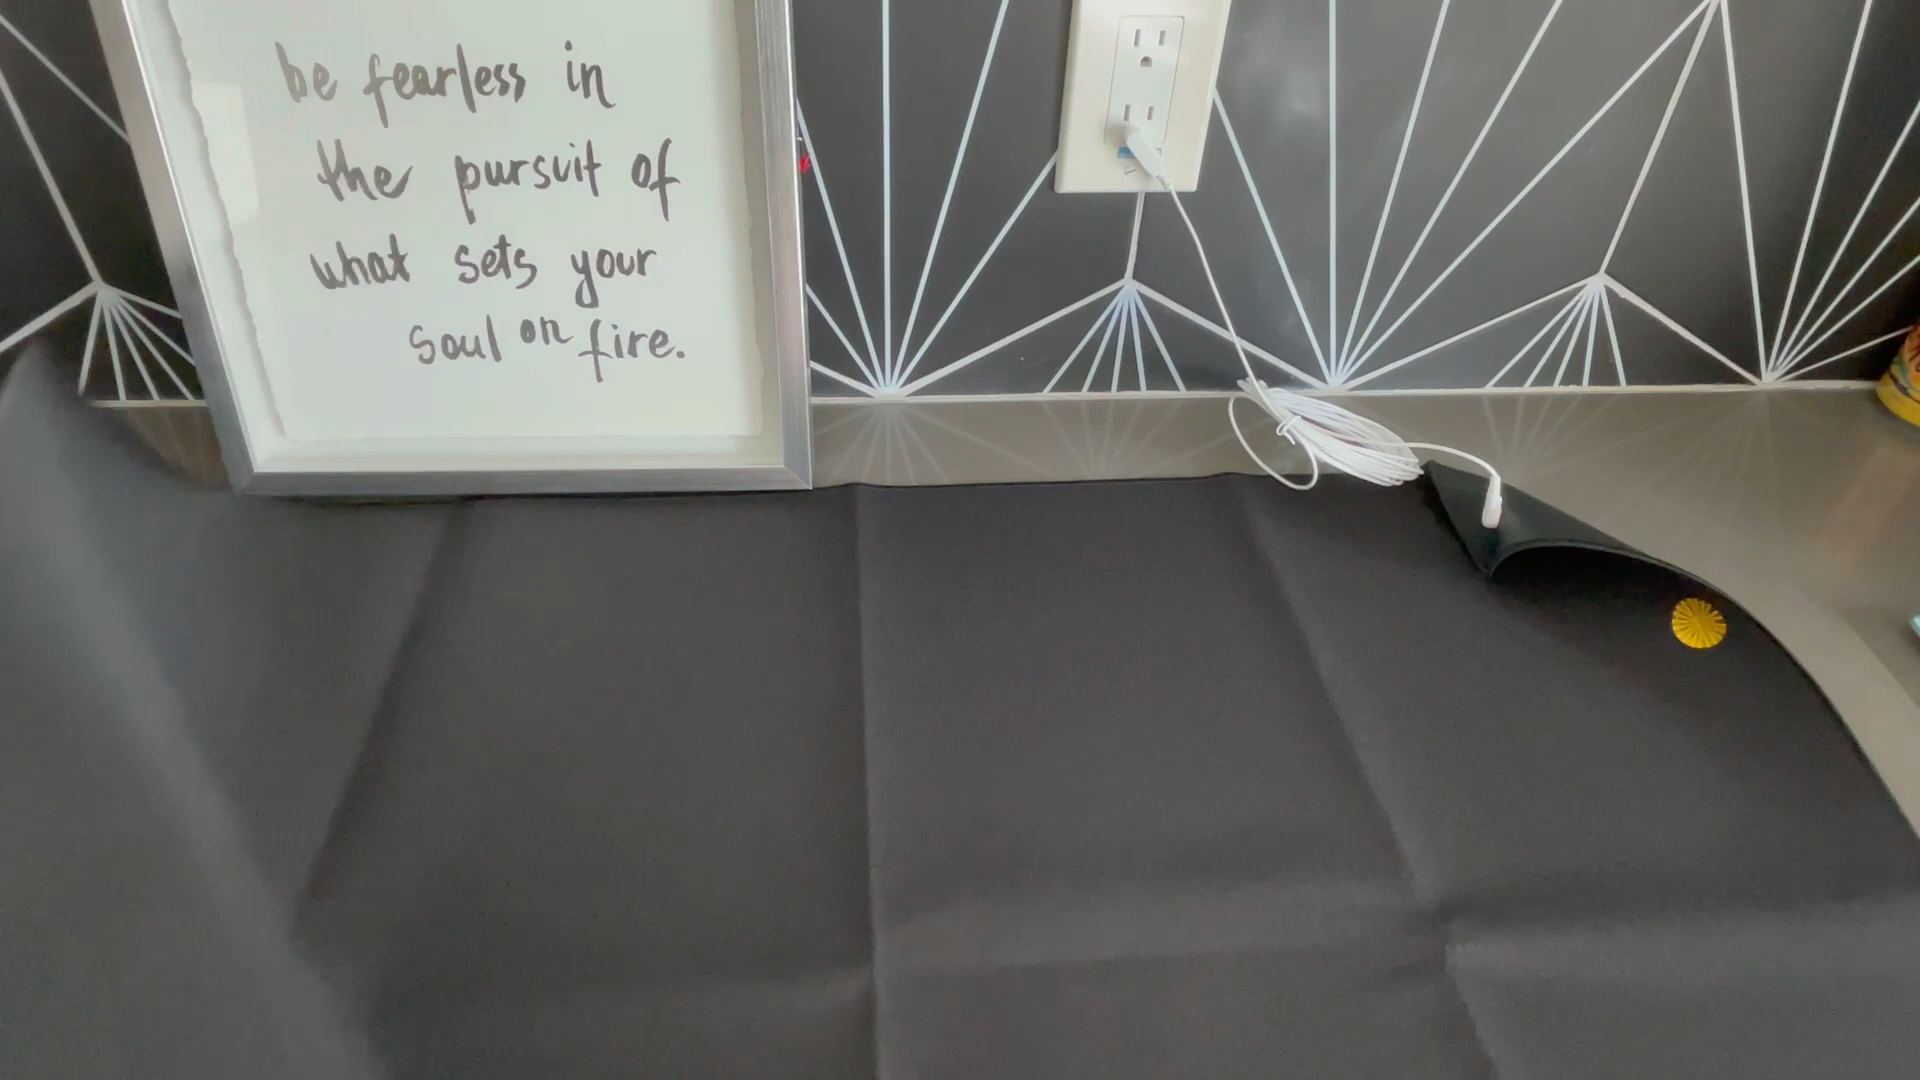 be fearless in
the pursuit of
what sets your
soul on fire.